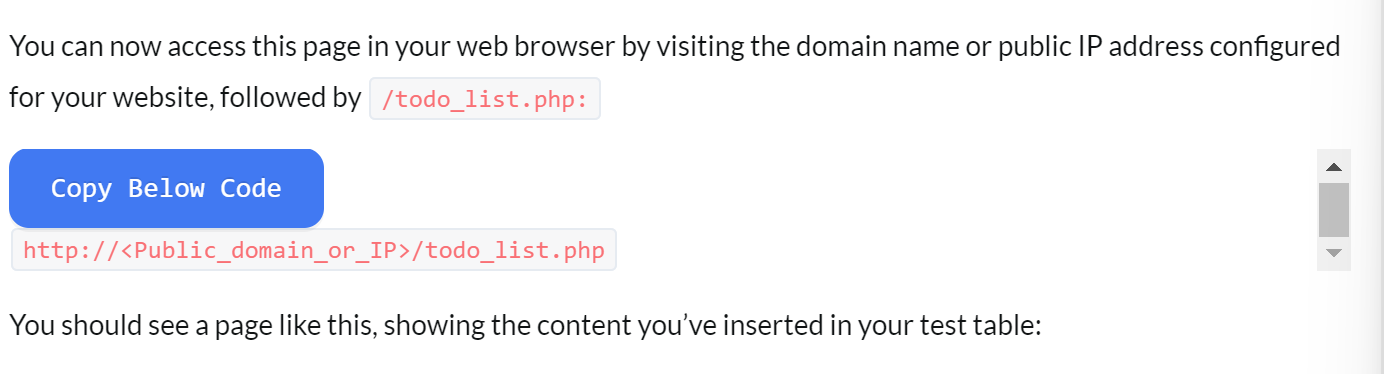 You can now access this page in your web browser by visiting the domain name or public IP address configured
for your website, followed by /todo_list.php:
Copy Below Code
http://<Public_domain_or_IP>/todo_list.php
You should see a page like this, showing the content you’ve inserted in your test table: